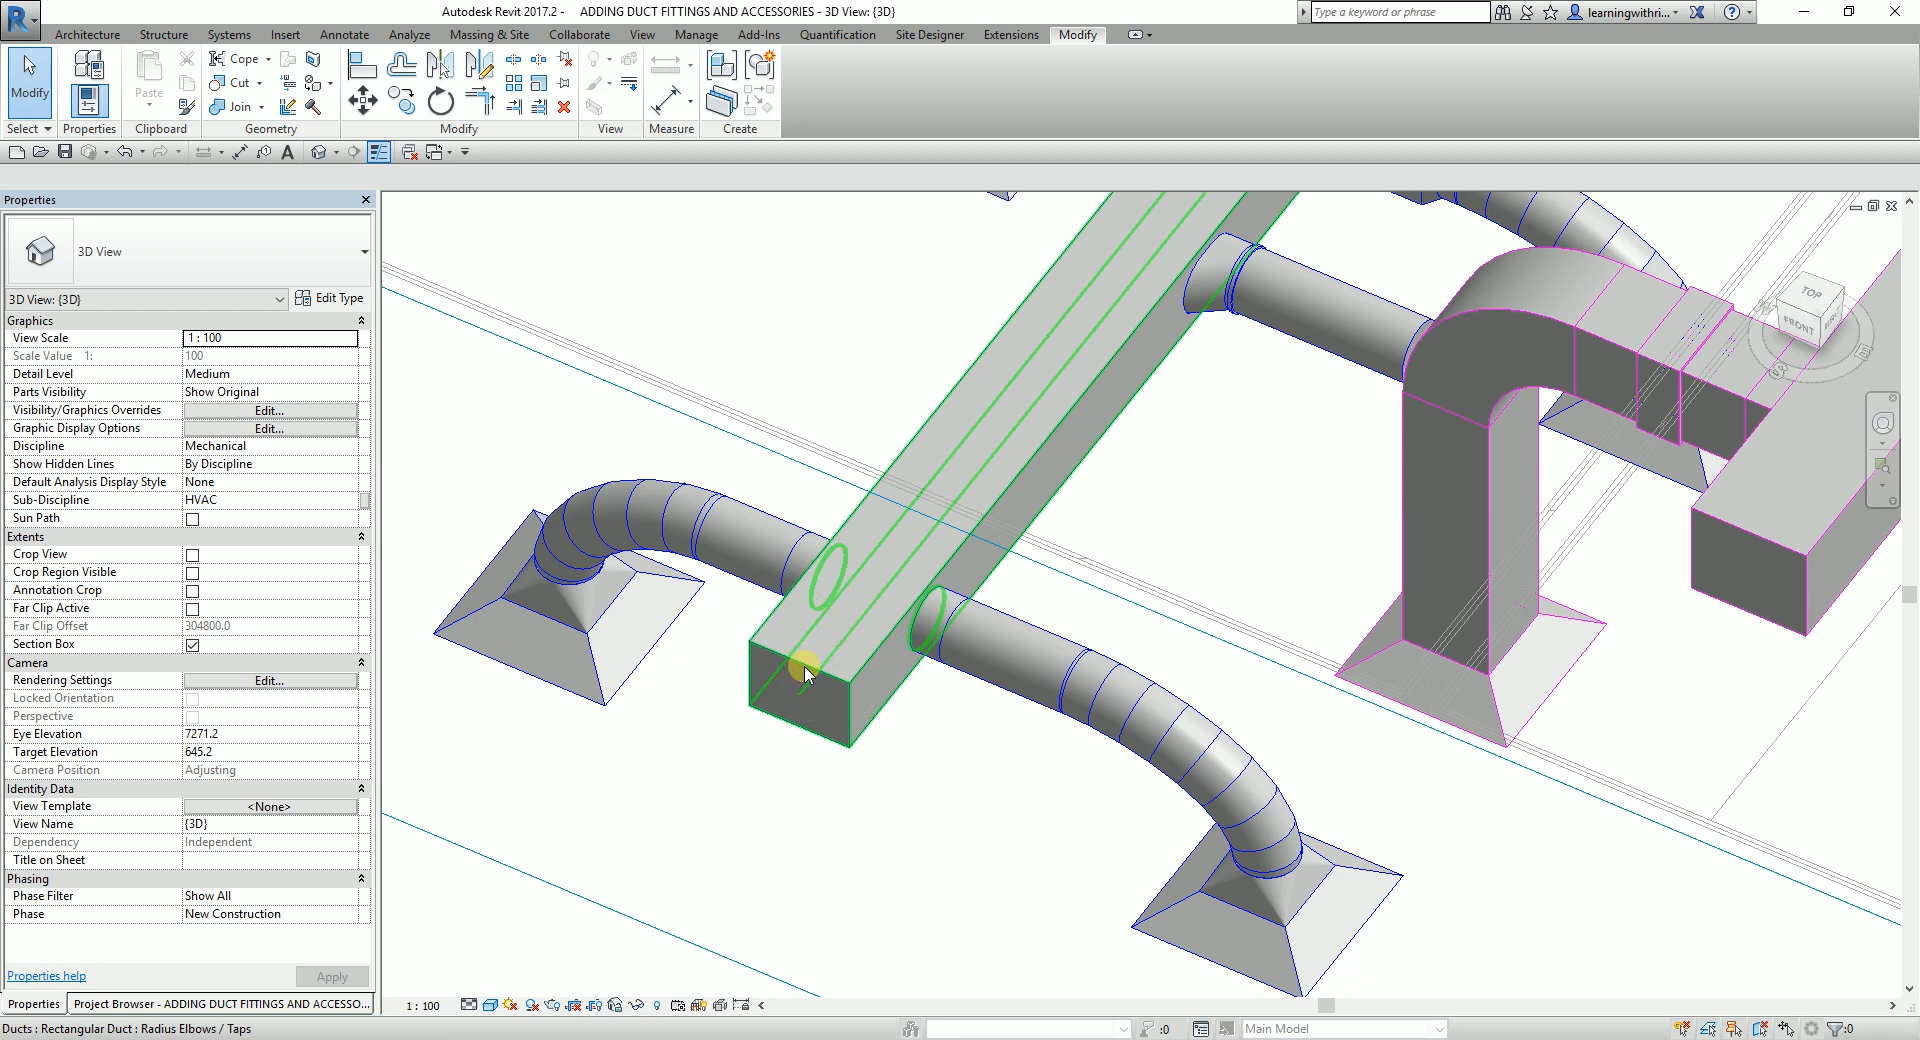 Autodesk Revit 2017.2 - ADDING DUCT FITTINGS AND ACCESSORIES - 3D View: {3D}
Type a keyword or phrase
learningwithri...
Architecture Structure Systems Insert Annotate Analyze Massing & Site Collaborate View Manage Add-Ins Quantification Site Designer Extensions Modify
Modify
Paste
Cope
Cut
Join
Select Properties Clipboard Geometry Modify View Measure Create
Properties
3D View
3D View: {3D} Edit Type
Graphics
View Scale 1 : 100
Scale Value 1: 100
Detail Level Medium
Parts Visibility Show Original
Visibility/Graphics Overrides Edit...
Graphic Display Options Edit...
Discipline Mechanical
Show Hidden Lines By Discipline
Default Analysis Display Style None
Sub-Discipline HVAC
Sun Path
Extents
Crop View
Crop Region Visible
Annotation Crop
Far Clip Active
Far Clip Offset 304800.0
Section Box
Camera
Rendering Settings Edit...
Locked Orientation
Perspective
Eye Elevation 7271.2
Target Elevation 645.2
Camera Position Adjusting
Identity Data
View Template <None>
View Name {3D}
Dependency Independent
Title on Sheet
Phasing
Phase Filter Show All
Phase New Construction
Properties help Apply
Properties Project Browser - ADDING DUCT FITTINGS AND ACCESSO...
TOP
FRONT
S
E
1 : 100
Ducts : Rectangular Duct : Radius Elbows / Taps
:0
Main Model
:0